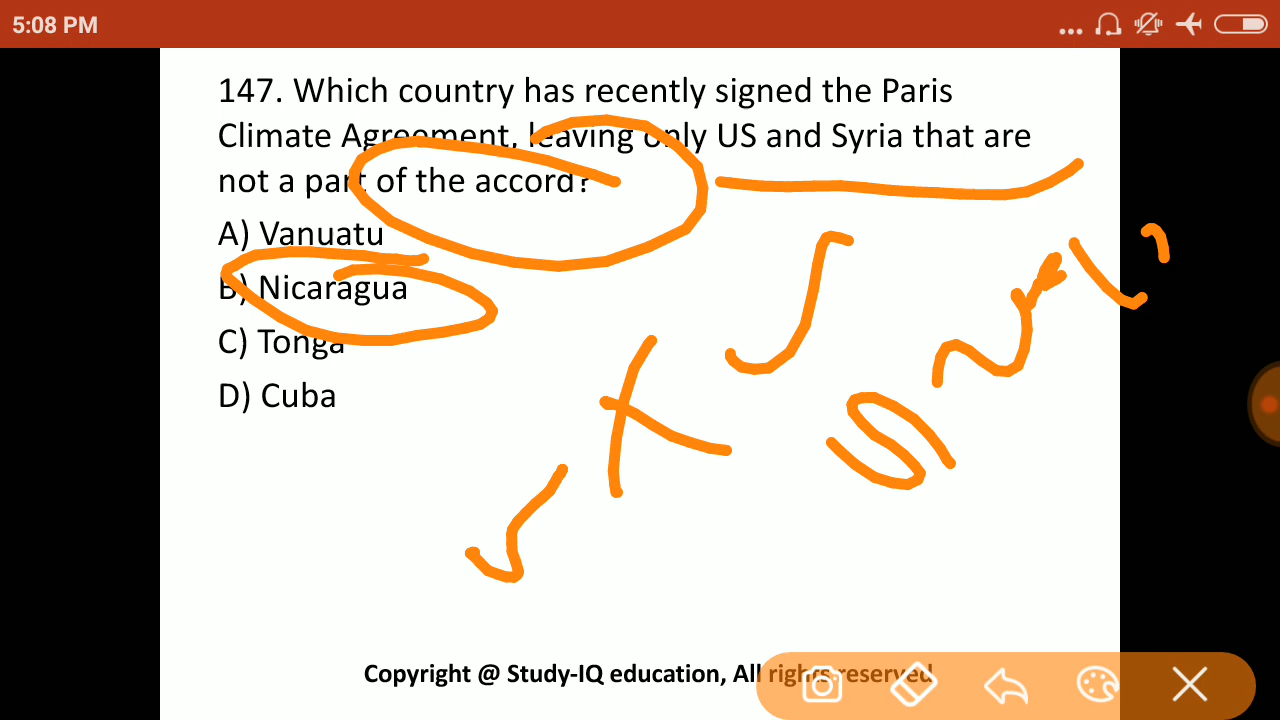 5:08 PM
147. Which country has recently signed the Paris
Climate Agreement, leaving only US and Syria that are
not a part of the accord?
A) Vanuatu
B) Nicaragua
C) Tonga
D) Cuba
Copyright @ Study-IQ education, All rights reserved